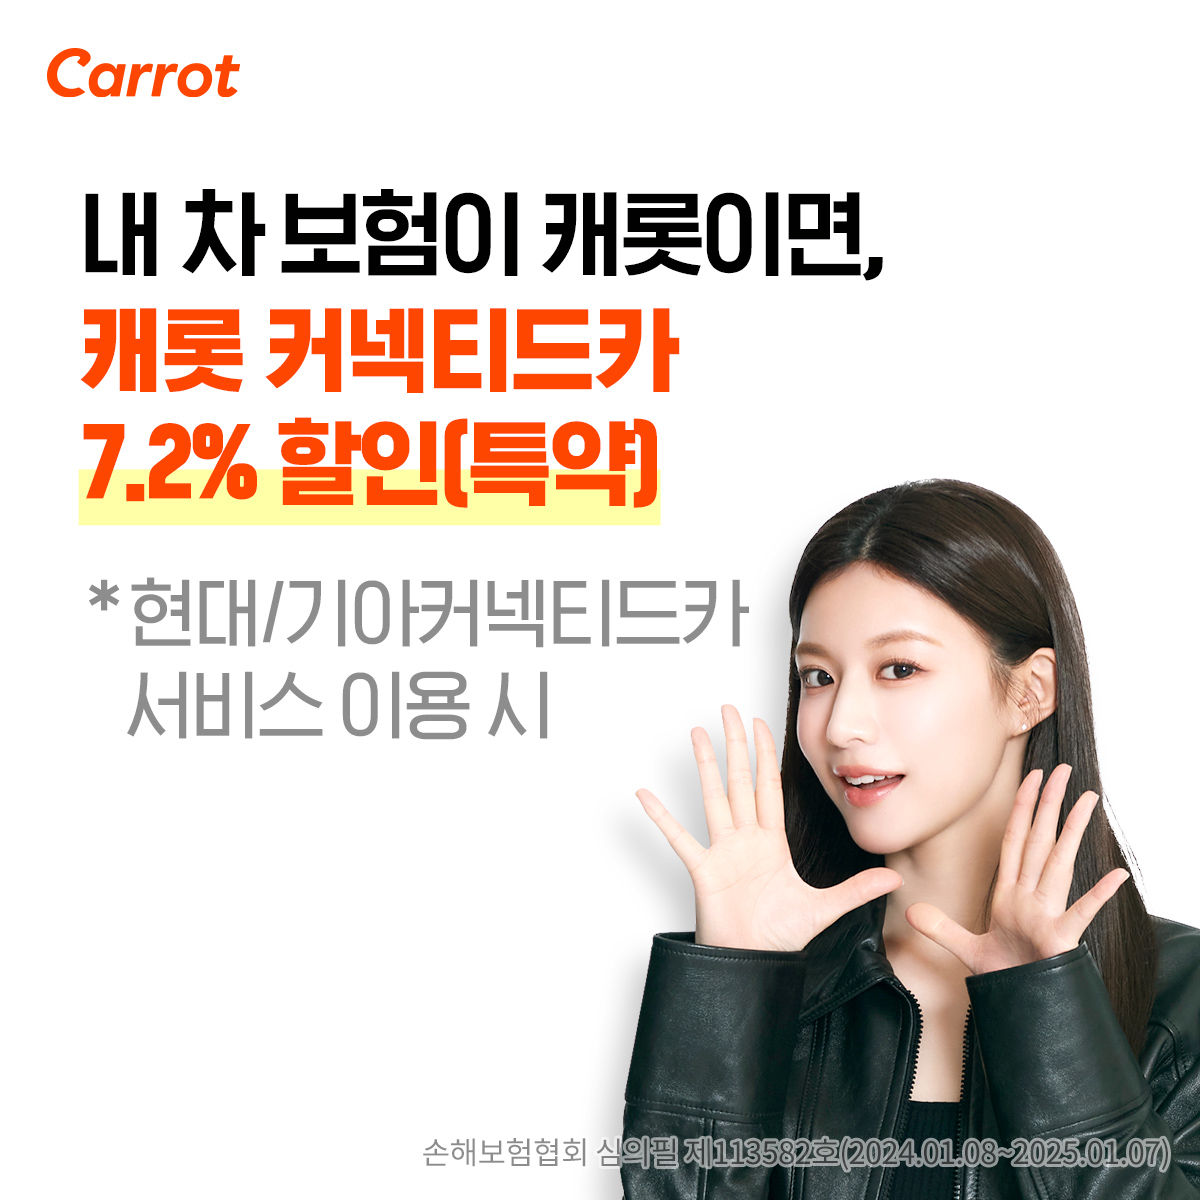 Carrot
내 차 보험이 캐롯이면,
캐롯 커넥티드카
7.2% 할인(특약)
*현대/기아커넥티드카
서비스 이용 시
손해보험협회 심의필 제113582호(2024.01.08~2025.01.07)